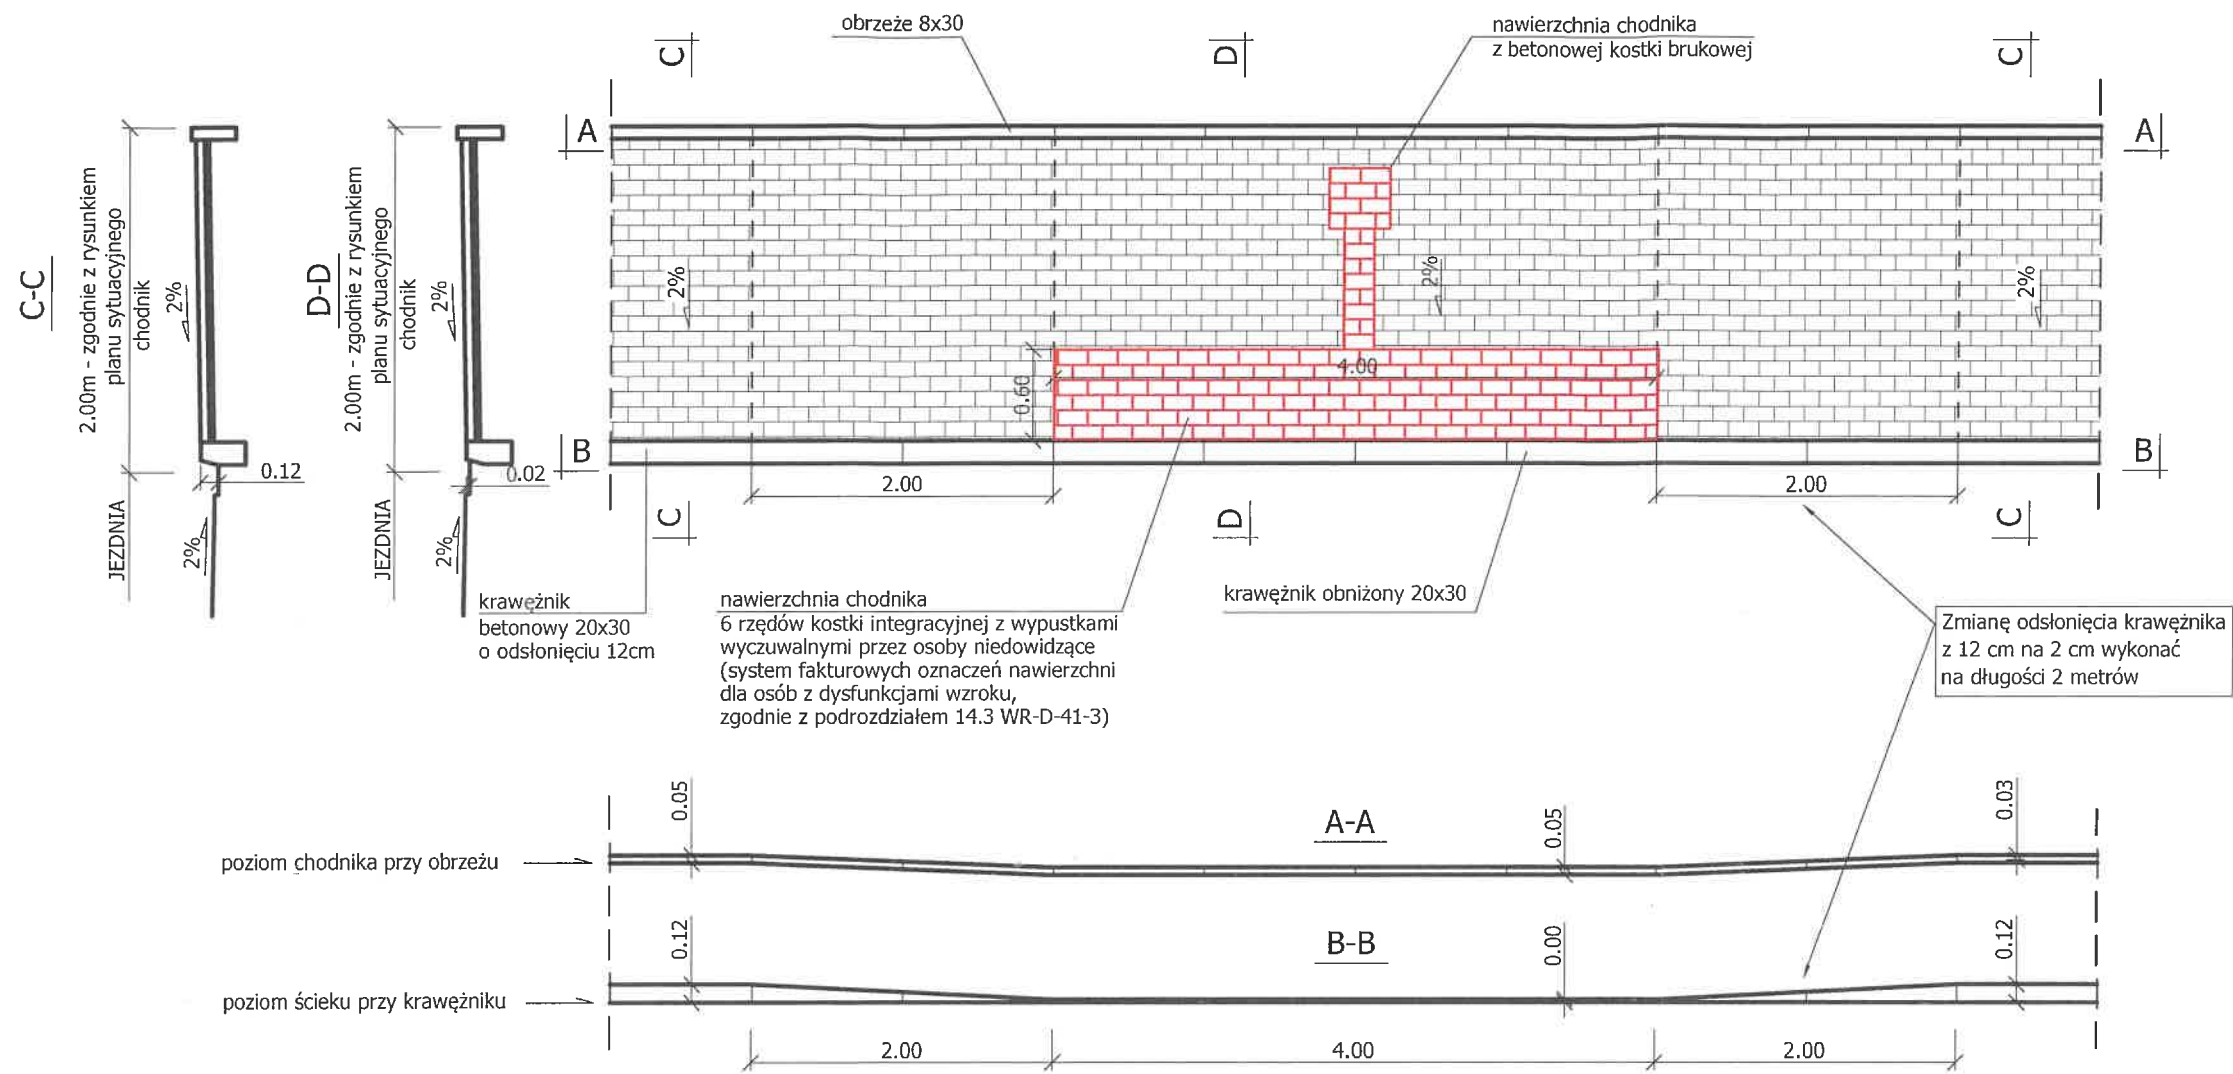 obrzeże 8x30
nawierzchnia chodnika
z betonowej kostki brukowej
C
D
C
A
A
B
B
C-C
2.00m - zgodnie z rysunkiem
planu sytuacyjnego
chodnik
2%
0.12
JEZDNIA
2%
D-D
2.00m - zgodnie z rysunkiem
planu sytuacyjnego
chodnik
2%
0.02
JEZDNIA
2%
2%
2%
2%
0.60
4.00
2.00
2.00
C
D
C
krawężnik
betonowy 20x30
o odsłonięciu 12cm
nawierzchnia chodnika
6 rzędów kostki integracyjnej z wypustkami
wyczuwalnymi przez osoby niedowidzące
(system fakturowych oznaczeń nawierzchni
dla osób z dysfunkcjami wzroku,
zgodnie z podrozdziałem 14.3 WR-D-41-3)
krawężnik obniżony 20x30
Zmianę odsłonięcia krawężnika
z 12 cm na 2 cm wykonać
na długości 2 metrów
A-A
0.05
0.05
0.03
poziom chodnika przy obrzeżu
B-B
0.12
0.00
0.12
poziom ścieku przy krawężniku
2.00
4.00
2.00